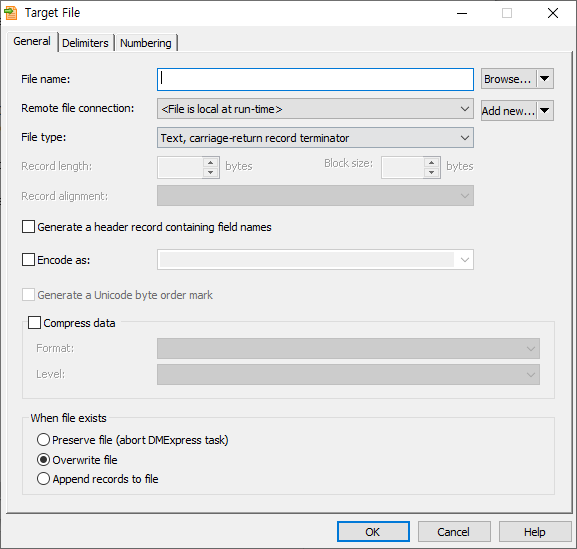 Target File
General Delimiters Numbering
File name: Browse...
Remote file connection: <File is local at run-time> Add new...
File type: Text, carriage-return record terminator
Record length: bytes Block size: bytes
Record alignment:
Generate a header record containing field names
Encode as:
Generate a Unicode byte order mark
Compress data
Format:
Level:
When file exists
Preserve file (abort DMExpress task)
Overwrite file
Append records to file
OK Cancel Help